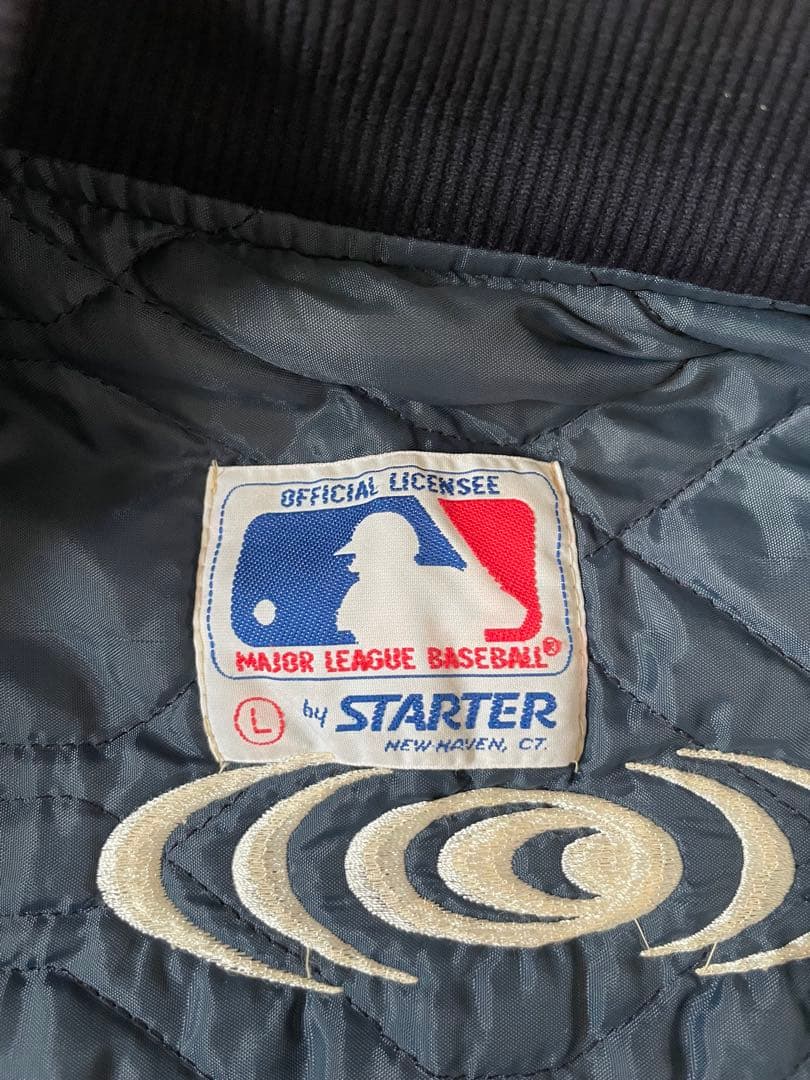 OFFICIAL LICENSEE
MAJOR LEAGUE BASEBALL®
L by STARTER
NEW HAVEN, CT.